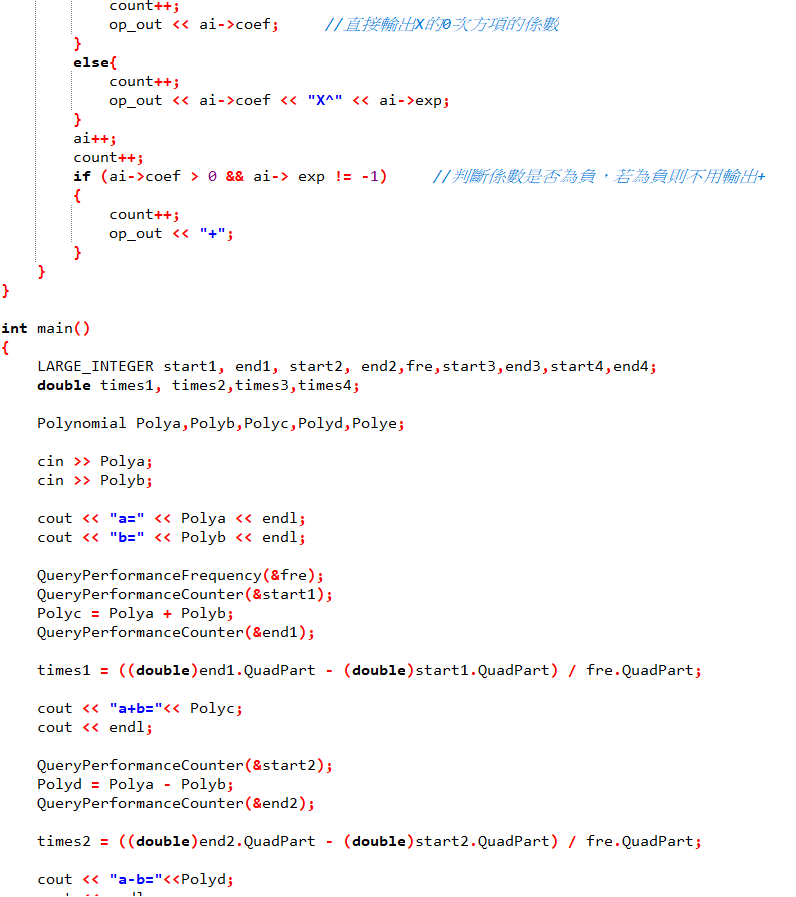 count++;
op_out << ai->coef;     //直接輸出X的0次方項的係數
}
else{
count++;
op_out << ai->coef << "X^" << ai->exp;
}
ai++;
count++;
if (ai->coef > 0 && ai-> exp != -1)     //判斷係數是否為負，若為負則不用輸出+
{
count++;
op_out << "+";
}
}
}
int main()
{
LARGE_INTEGER start1, end1, start2, end2,fre,start3,end3,start4,end4;
double times1, times2,times3,times4;
Polynomial Polya,Polyb,Polyc,Polyd,Polye;
cin >> Polya;
cin >> Polyb;
cout << "a=" << Polya << endl;
cout << "b=" << Polyb << endl;
QueryPerformanceFrequency(&fre);
QueryPerformanceCounter(&start1);
Polyc = Polya + Polyb;
QueryPerformanceCounter(&end1);
times1 = ((double)end1.QuadPart - (double)start1.QuadPart) / fre.QuadPart;
cout << "a+b="<< Polyc;
cout << endl;
QueryPerformanceCounter(&start2);
Polyd = Polya - Polyb;
QueryPerformanceCounter(&end2);
times2 = ((double)end2.QuadPart - (double)start2.QuadPart) / fre.QuadPart;
cout << "a-b="<<Polyd;